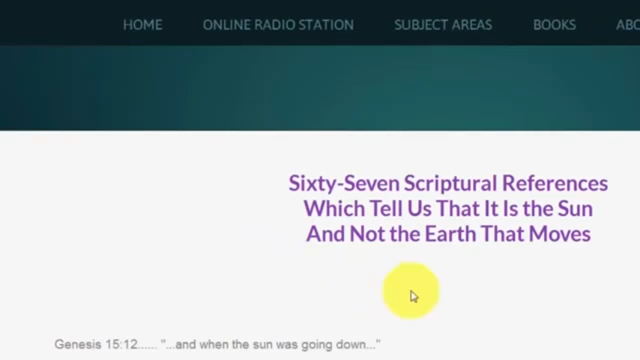 HOME ONLINE RADIO STATION SUBJECT AREAS BOOKS ABO
Sixty-Seven Scriptural References
Which Tell Us That It Is the Sun
And Not the Earth That Moves
Genesis 15:12...... "...and when the sun was going down..."